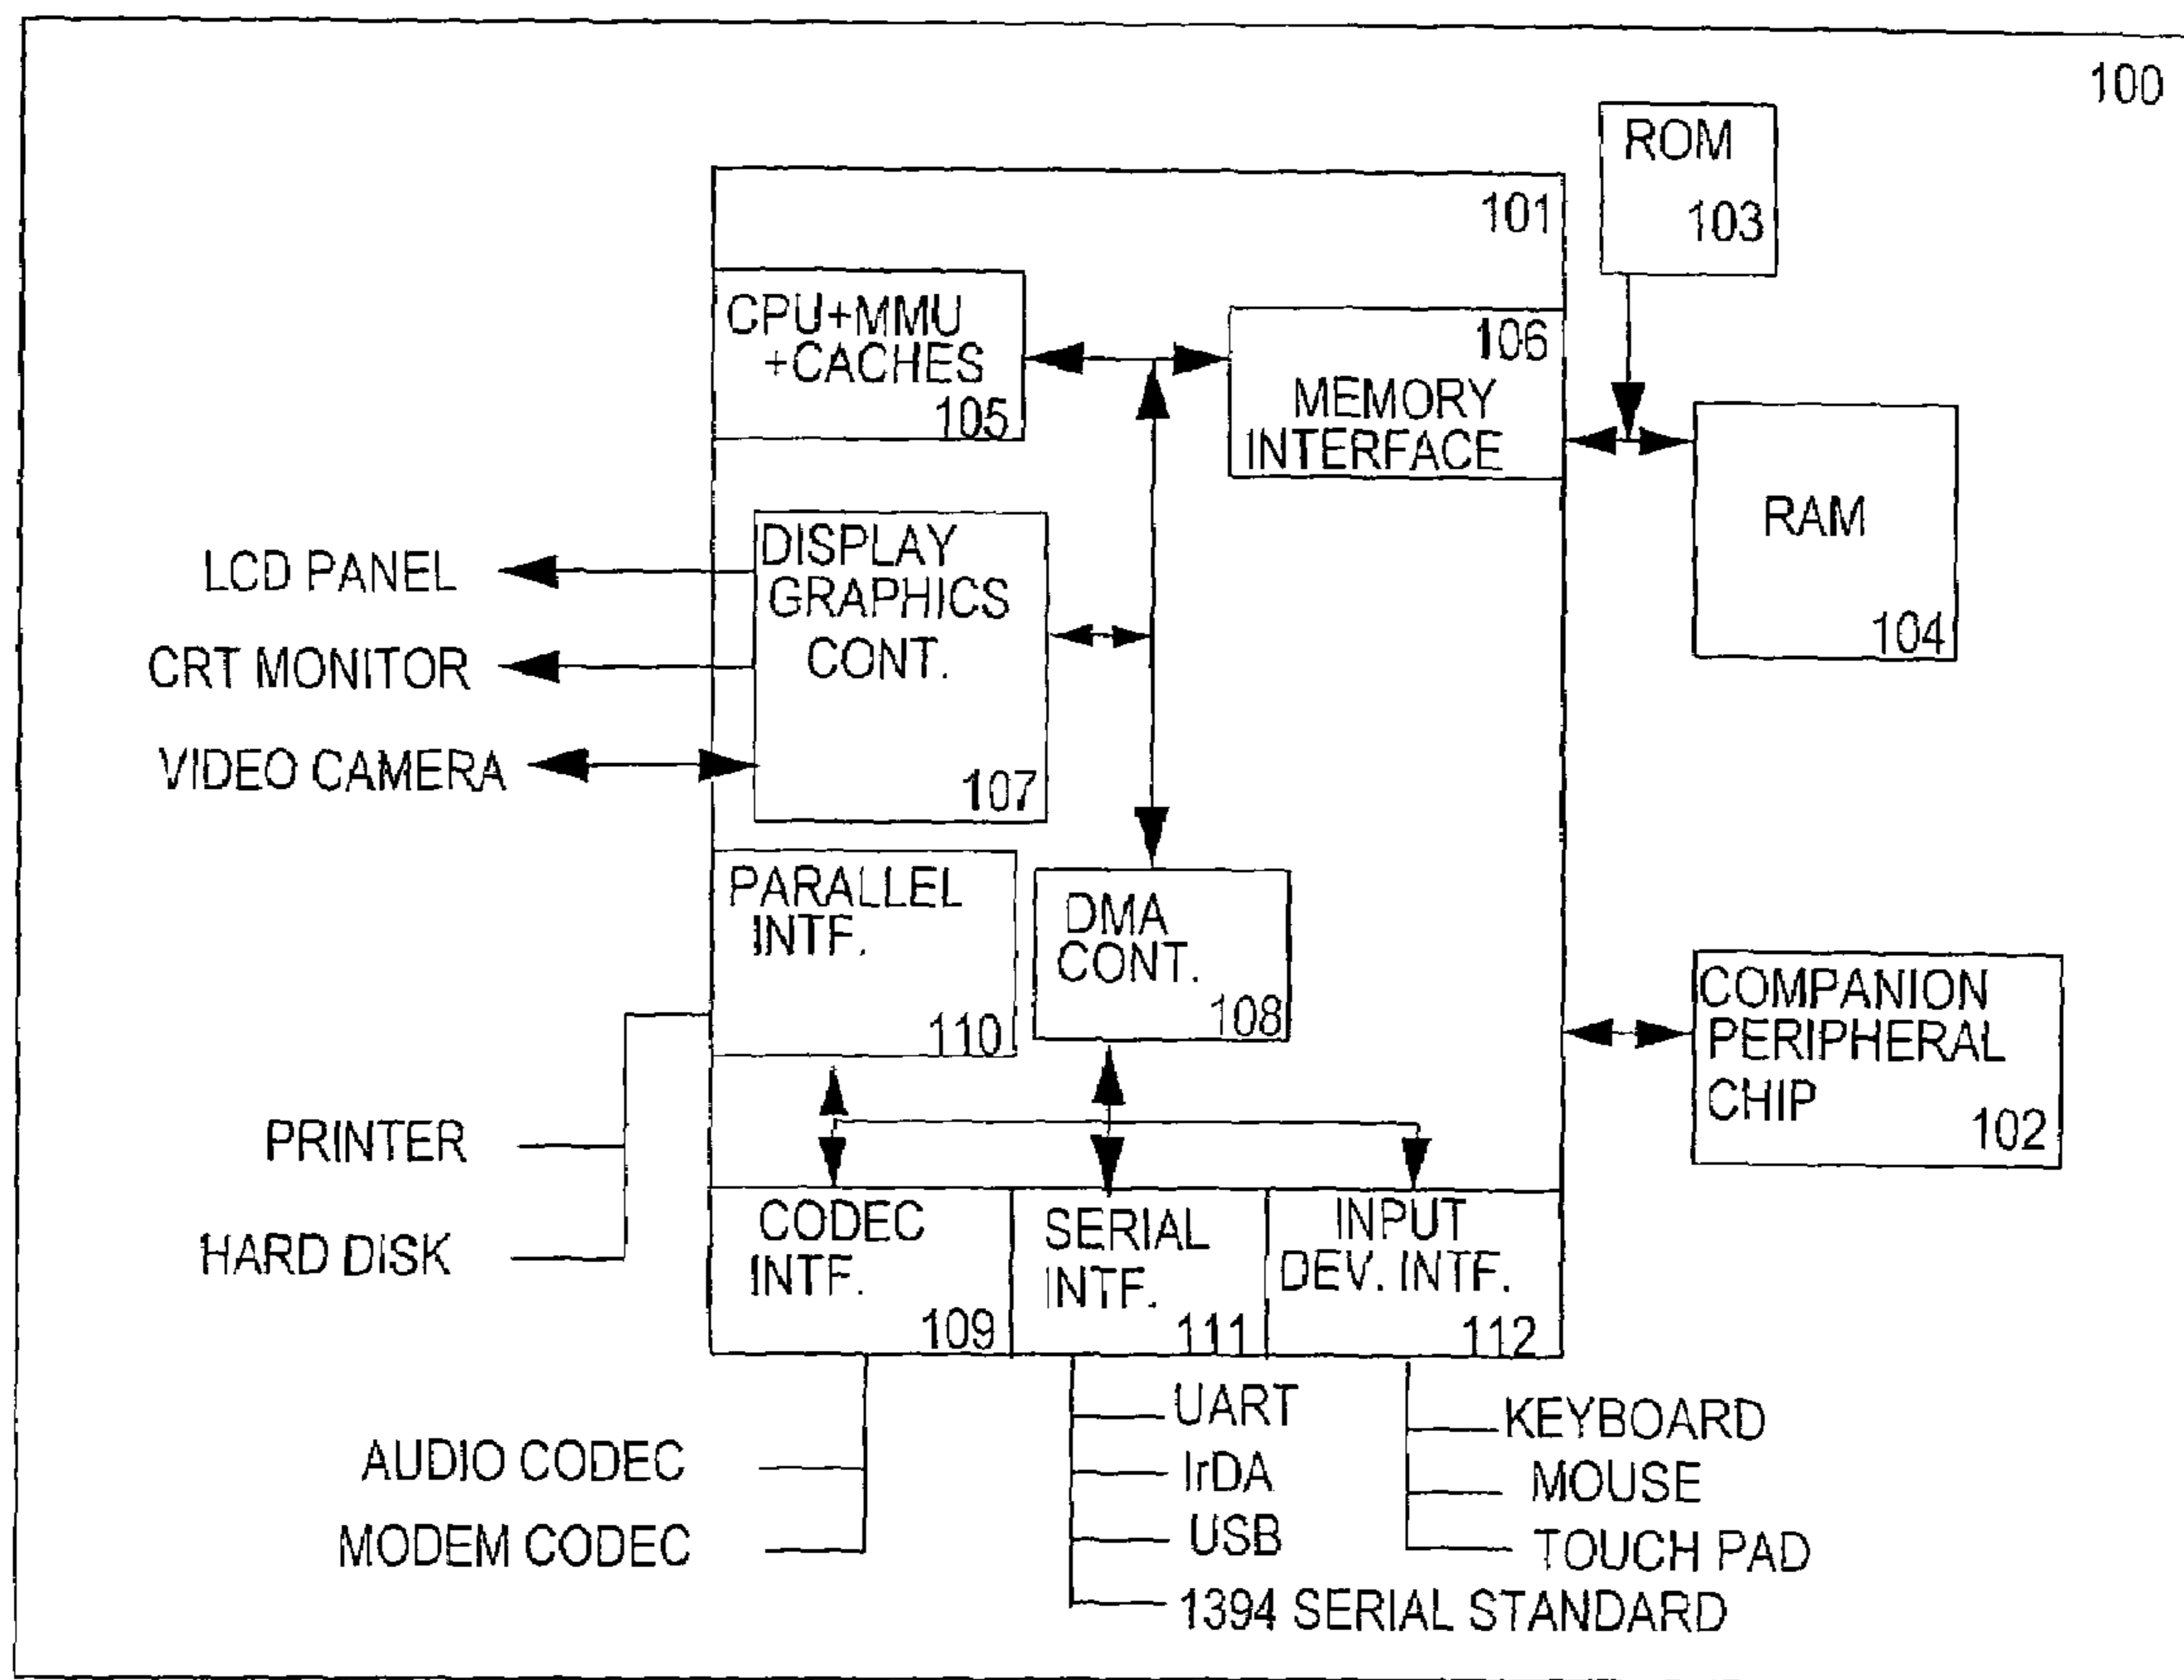 100
ROM
103
101
CPU+MMU
+CACHES
105
106
MEMORY
INTERFACE
RAM
104
DISPLAY
GRAPHICS
CONT.
107
LCD PANEL
CRT MONITOR
VIDEO CAMERA
PARALLEL
INTF.
110
DMA
CONT.
108
COMPANION
PERIPHERAL
CHIP
102
PRINTER
HARD DISK
CODEC
INTF.
109
SERIAL
INTF.
111
INPUT
DEV. INTF.
112
AUDIO CODEC
MODEM CODEC
UART
IrDA
USB
1394 SERIAL STANDARD
KEYBOARD
MOUSE
TOUCH PAD